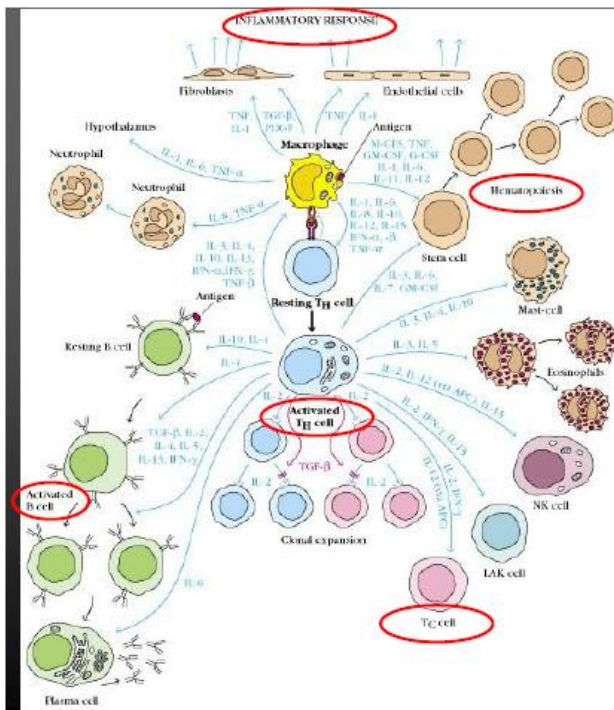 INFLAMMATORY RESPONSE
Fibroblasts
Endothelial cells
TNF,
IL-1
TGF-β,
PDGF
TNF
IL-1
Hypothalamus
Macrophage
Antigen
Neutrophil
Neutrophil
IL-1, IL-6, TNF-α
IL-8, TNF-α
GM-CSF, G-CSF
IL-1, IL-6,
IL-11, IL-12
Hematopoiesis
IL-1, IL-6,
IL-8, IL-10,
IL-12, IL-18
IFN-α, -β
TNF-α
Stem cell
IL-10, IL-13,
IFN-α, IFN-γ,
TNF β
Resting TH cell
IL-3, IL-6,
IL-7, GM-CSF
Mast-cell
IL-3, IL-4, IL-10
Antigen
Resting B cell
IL-10, IL-4
IL-4
IL-3, IL-5
Eosinophils
IL-2, IL-12 (via APC), IL-15
IL-2
IL-2
Activated
TH cell
TGF-β, IL-2,
IL-4, IL-5,
IL-13, IFN-γ
TGF-β
IL-2, IFN-γ, IL-15
IL-2, IFN-γ
IL-12 (via APC)
NK cell
Activated
B cell
IL-2
IL-2
Clonal expansion
LAK cell
IL-6
TC cell
Plasma cell